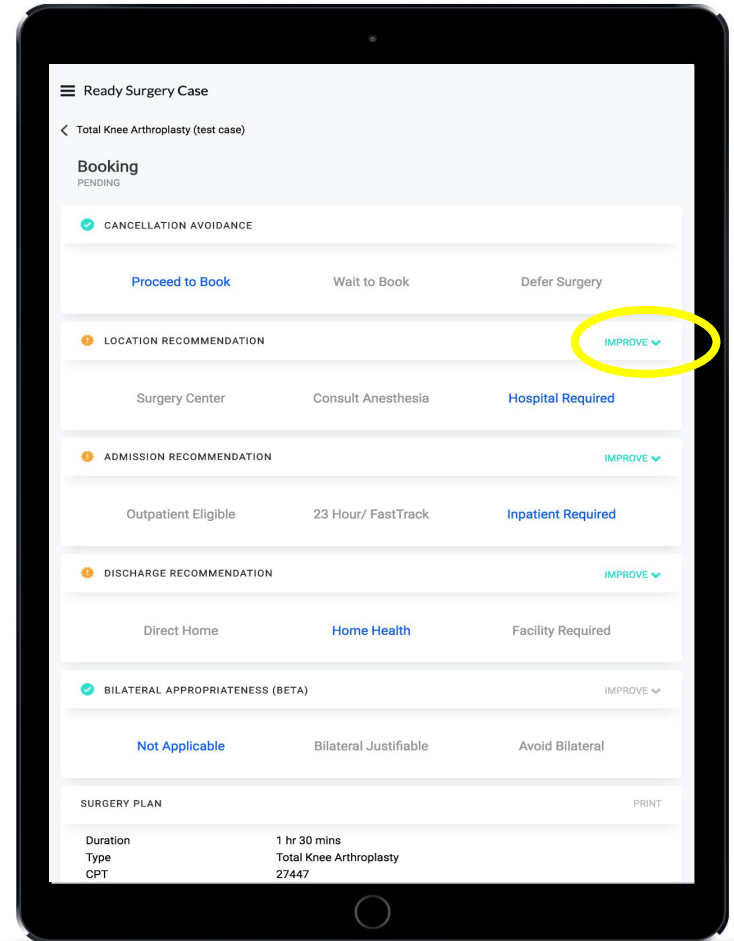 Ready Surgery Case
Total Knee Arthroplasty (test case)
Booking
PENDING
CANCELLATION AVOIDANCE
Proceed to Book Wait to Book Defer Surgery
LOCATION RECOMMENDATION IMPROVE
Surgery Center Consult Anesthesia Hospital Required
ADMISSION RECOMMENDATION IMPROVE
Outpatient Eligible 23 Hour/ FastTrack Inpatient Required
DISCHARGE RECOMMENDATION IMPROVE
Direct Home Home Health Facility Required
BILATERAL APPROPRIATENESS (BETA) IMPROVE
Not Applicable Bilateral Justifiable Avoid Bilateral
SURGERY PLAN PRINT
Duration 1 hr 30 mins
Type Total Knee Arthroplasty
CPT 27447